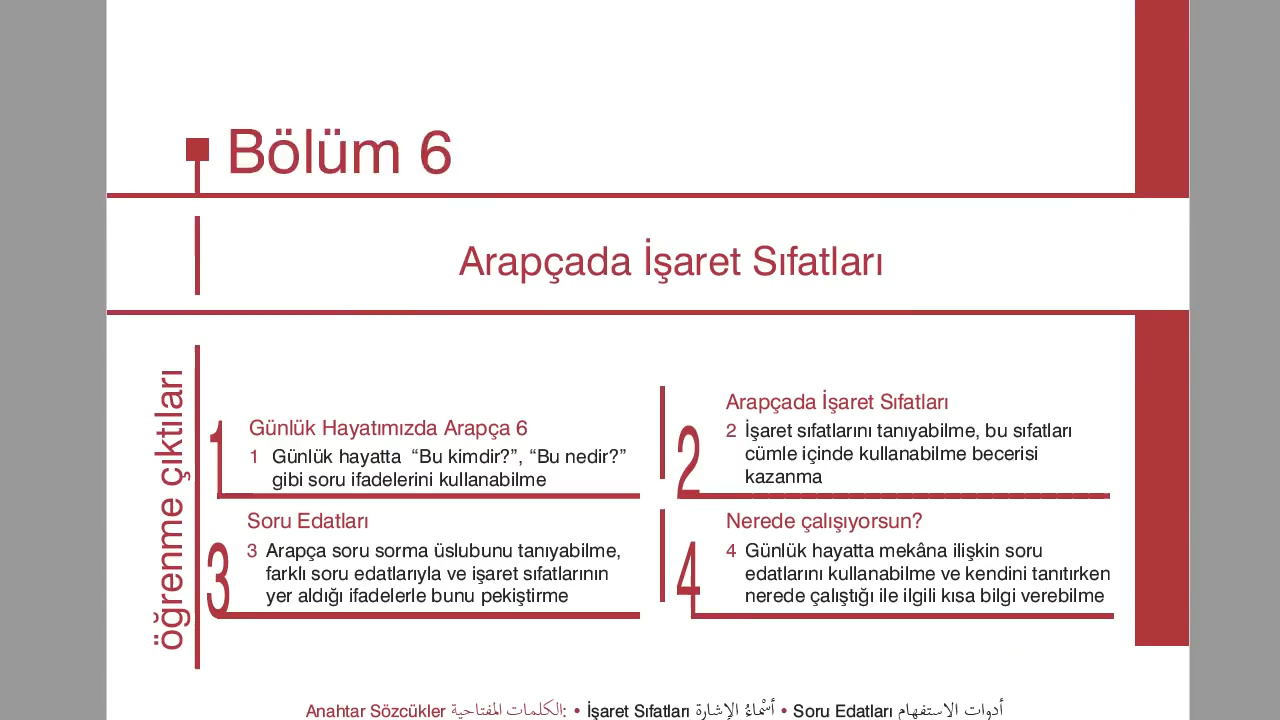 Bölüm 6
Arapçada İşaret Sıfatları
öğrenme çıktıları
1
Günlük Hayatımızda Arapça 6
1 Günlük hayatta “Bu kimdir?”, “Bu nedir?”
gibi soru ifadelerini kullanabilme
2
Arapçada İşaret Sıfatları
2 İşaret sıfatlarını tanıyabilme, bu sıfatları
cümle içinde kullanabilme becerisi
kazanma
3
Soru Edatları
3 Arapça soru sorma üslubunu tanıyabilme,
farklı soru edatlarıyla ve işaret sıfatlarının
yer aldığı ifadelerle bunu pekiştirme
4
Nerede çalışıyorsun?
4 Günlük hayatta mekâna ilişkin soru
edatlarını kullanabilme ve kendini tanıtırken
nerede çalıştığı ile ilgili kısa bilgi verebilme
Anahtar Sözcükler الكلمات المفتاحية: • İşaret Sıfatları أَسْماءُ الإشارة • Soru Edatları أدوات الاستفهام